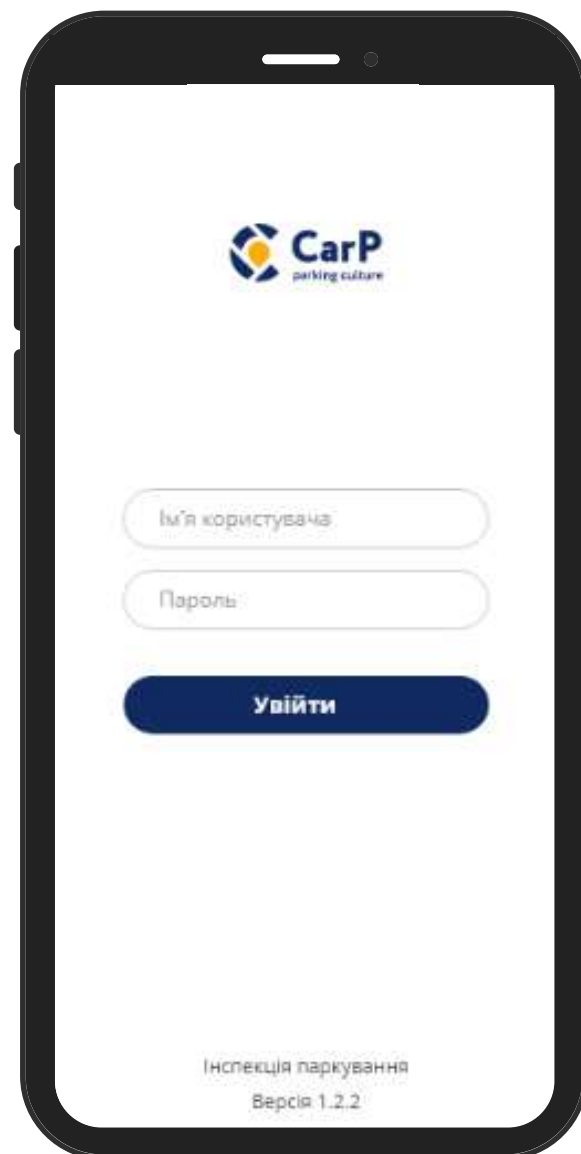 CarP
parking culture
Ім'я користувача
Пароль
Увійти
Інспекція паркування
Версія 1.2.2